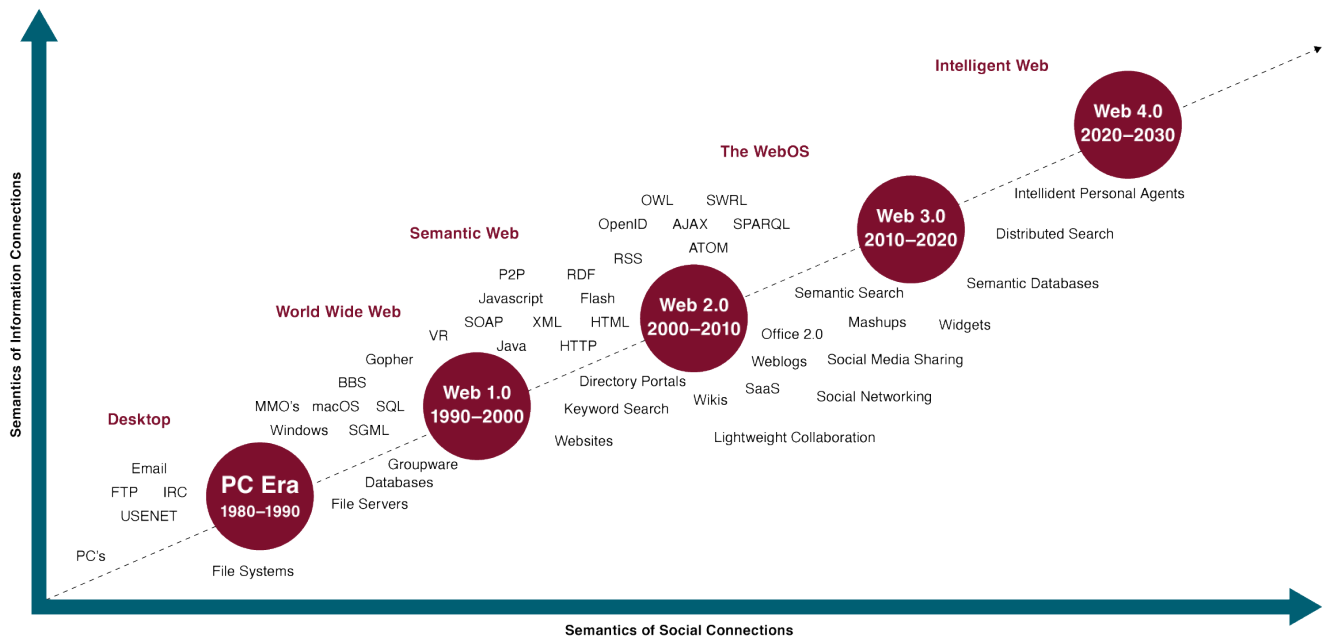 Intelligent Web
Web 4.0
2020–2030
The WebOS
Intellident Personal Agents
OWL SWRL
Web 3.0
2010–2020
OpenID AJAX SPARQL
Distributed Search
Semantic Web
ATOM
RSS
P2P RDF
Semantic Databases
Semantic Search
Javascript Flash
Web 2.0
2000–2010
World Wide Web
SOAP XML HTML
Mashups Widgets
VR
Office 2.0
Java HTTP
Gopher
Weblogs Social Media Sharing
BBS
Directory Portals
SaaS
Web 1.0
1990–2000
Wikis
Social Networking
MMO's macOS SQL
Keyword Search
Desktop
Windows SGML
Websites
Lightweight Collaboration
Groupware
Email
Databases
PC Era
1980–1990
FTP IRC
File Servers
USENET
PC's
File Systems
Semantics of Information Connections
Semantics of Social Connections